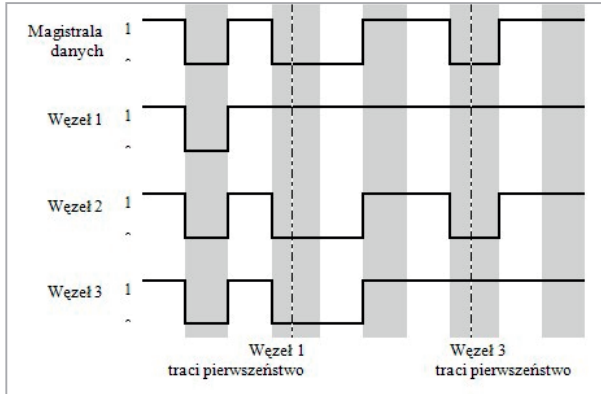 Magistrala
danych
1
Węzeł 1
1
Węzeł 2
1
Węzeł 3
1
Węzeł 1
traci pierwszeństwo
Węzeł 3
traci pierwszeństwo